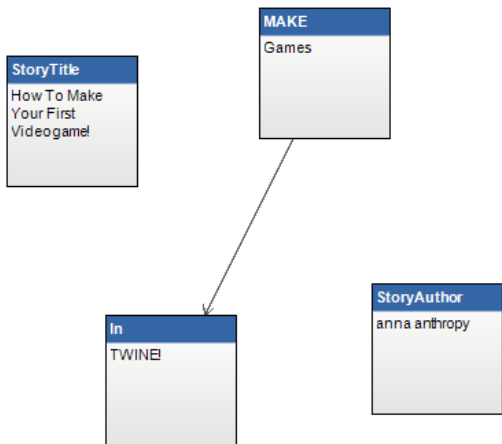 MAKE
Games
StoryTitle
How To Make
Your First
Videogame!
StoryAuthor
anna anthropy
In
TWINE!